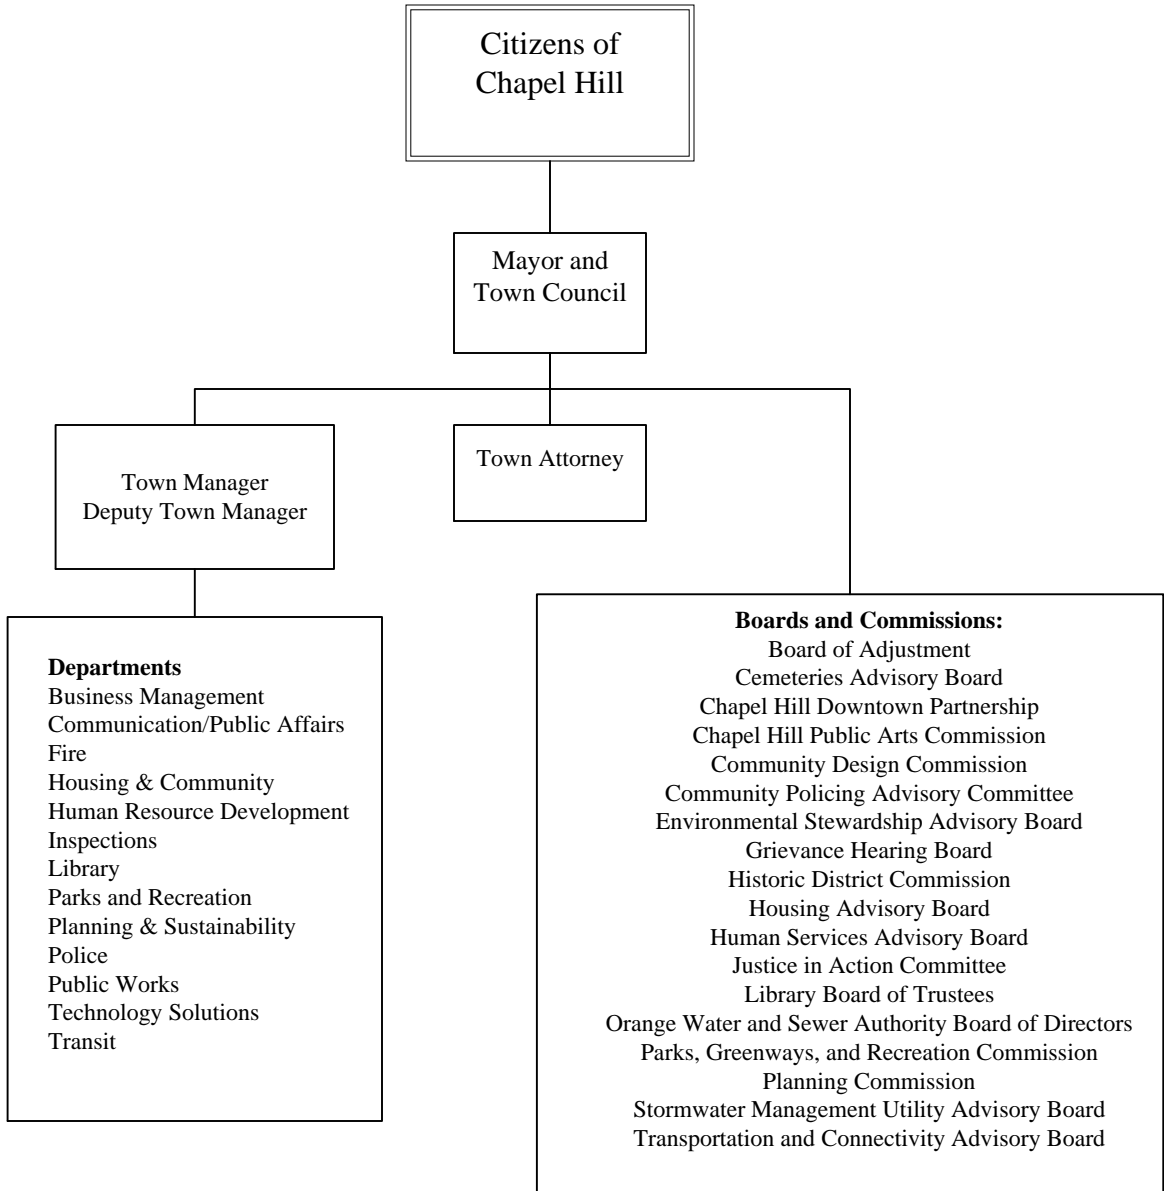 Citizens of
Chapel Hill
Mayor and
Town Council
Town Manager
Deputy Town Manager
Town Attorney
Departments
Business Management
Communication/Public Affairs
Fire
Housing & Community
Human Resource Development
Inspections
Library
Parks and Recreation
Planning & Sustainability
Police
Public Works
Technology Solutions
Transit
Boards and Commissions:
Board of Adjustment
Cemeteries Advisory Board
Chapel Hill Downtown Partnership
Chapel Hill Public Arts Commission
Community Design Commission
Community Policing Advisory Committee
Environmental Stewardship Advisory Board
Grievance Hearing Board
Historic District Commission
Housing Advisory Board
Human Services Advisory Board
Justice in Action Committee
Library Board of Trustees
Orange Water and Sewer Authority Board of Directors
Parks, Greenways, and Recreation Commission
Planning Commission
Stormwater Management Utility Advisory Board
Transportation and Connectivity Advisory Board